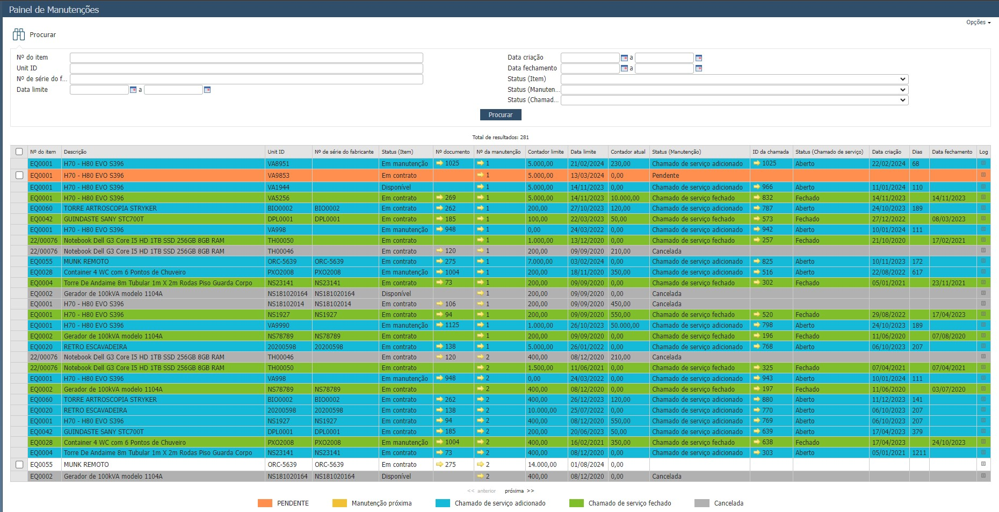 Painel de Manutenções
Opções
Procurar
Nº do item
Data criação a
Unit ID
Data fechamento a
Nº de série do f...
Status (Item)
Data limite a
Status (Manuten...
Status (Chamad...
Procurar
Total de resultados: 281
Nº do item Descrição Unit ID Nº de série do fabricante Status (Item) Nº documento Nº da manutenção Contador limite Data limite Contador atual Status (Manutenção) ID da chamada Status (Chamado de serviço) Data criação Dias Data fechamento Log
EQ0001 H70 - H80 EVO S396 VA8951 Em manutenção 1025 1 5.000,00 21/02/2024 230,00 Chamado de serviço adicionado 1025 Aberto 22/02/2024 68
EQ0001 H70 - H80 EVO S396 VA9853 Em contrato 1 5.000,00 13/03/2024 0,00 Pendente
EQ0001 H70 - H80 EVO S396 VA1944 Disponível 1 5.000,00 14/11/2023 0,00 Chamado de serviço adicionado 966 Aberto 11/01/2024 110
EQ0001 H70 - H80 EVO S396 VA5256 Em contrato 269 1 5.000,00 14/11/2023 10.000,00 Chamado de serviço fechado 832 Fechado 14/11/2023 14/11/2023
EQ0060 TORRE ARTROSCOPIA STRYKER BIO0002 BIO0002 Em contrato 262 1 200,00 27/10/2023 120,00 Chamado de serviço adicionado 787 Aberto 24/10/2023 189
EQ0042 GUINDASTE SANY STC700T DPL0001 DPL0001 Em contrato 185 1 100,00 22/03/2023 50,00 Chamado de serviço fechado 573 Fechado 27/12/2022 08/03/2023
EQ0001 H70 - H80 EVO S396 VA998 Em manutenção 948 1 0,00 24/03/2022 0,00 Chamado de serviço adicionado 942 Aberto 10/01/2024 111
22/00076 Notebook Dell G3 Core I5 HD 1TB SSD 256GB 8GB RAM TH00050 Em contrato 1 1.000,00 13/12/2020 0,00 Chamado de serviço fechado 257 Fechado 21/10/2020 17/02/2021
22/00076 Notebook Dell G3 Core I5 HD 1TB SSD 256GB 8GB RAM TH00046 Em contrato 120 1 200,00 09/09/2020 210,00 Cancelada
EQ0055 MUNK REMOTO ORC-5639 ORC-5639 Em contrato 275 1 7.000,00 03/02/2024 0,00 Chamado de serviço adicionado 825 Aberto 10/11/2023 172
EQ0028 Container 4 WC com 6 Pontos de Chuveiro PXO2008 PXO2008 Em manutenção 1004 1 200,00 18/11/2020 350,00 Chamado de serviço adicionado 516 Aberto 22/08/2022 617
EQ0004 Torre De Andaime 8m Tubular 1m X 2m Rodas Piso Guarda Corpo NS23141 NS23141 Em contrato 73 1 200,00 09/09/2020 0,00 Chamado de serviço fechado 302 Fechado 05/01/2021 23/11/2021
EQ0002 Gerador de 100kVA modelo 1104A NS181020164 NS181020164 Disponível 1 200,00 09/09/2020 0,00 Cancelada
EQ0001 H70 - H80 EVO S396 NS18102014 NS18102014 Em contrato 106 1 200,00 09/09/2020 450,00 Cancelada
EQ0001 H70 - H80 EVO S396 NS1927 NS1927 Em contrato 94 1 200,00 09/09/2020 550,00 Chamado de serviço fechado 520 Fechado 29/08/2022 17/04/2023
EQ0001 H70 - H80 EVO S396 VA9990 Em manutenção 1125 1 1.000,00 26/10/2023 50.000,00 Chamado de serviço adicionado 798 Aberto 24/10/2023 189
EQ0002 Gerador de 100kVA modelo 1104A NS78789 NS78789 Em contrato 1 200,00 09/09/2020 0,00 Chamado de serviço fechado 196 Fechado 11/06/2020 07/08/2020
EQ0020 RETRO ESCAVADEIRA 20200598 20200598 Em contrato 138 1 5.000,00 26/01/2022 0,00 Chamado de serviço adicionado 768 Aberto 06/10/2023 207
22/00076 Notebook Dell G3 Core I5 HD 1TB SSD 256GB 8GB RAM TH00046 Em contrato 120 2 400,00 08/12/2020 210,00 Cancelada
22/00076 Notebook Dell G3 Core I5 HD 1TB SSD 256GB 8GB RAM TH00050 Em contrato 2 1.500,00 11/06/2021 0,00 Chamado de serviço fechado 325 Fechado 07/04/2021 07/04/2021
EQ0001 H70 - H80 EVO S396 VA998 Em manutenção 948 2 0,00 24/03/2022 0,00 Chamado de serviço adicionado 943 Aberto 10/01/2024 111
EQ0002 Gerador de 100kVA modelo 1104A NS78789 NS78789 Em contrato 2 400,00 08/12/2020 0,00 Chamado de serviço fechado 197 Fechado 11/06/2020 03/07/2020
EQ0060 TORRE ARTROSCOPIA STRYKER BIO0002 BIO0002 Em contrato 262 2 400,00 26/12/2023 120,00 Chamado de serviço adicionado 880 Aberto 11/12/2023 141
EQ0020 RETRO ESCAVADEIRA 20200598 20200598 Em contrato 138 2 10.000,00 25/07/2022 0,00 Chamado de serviço adicionado 770 Aberto 06/10/2023 207
EQ0001 H70 - H80 EVO S396 NS1927 NS1927 Em contrato 94 2 400,00 08/12/2020 550,00 Chamado de serviço adicionado 769 Aberto 06/10/2023 207
EQ0042 GUINDASTE SANY STC700T DPL0001 DPL0001 Em contrato 185 2 200,00 20/06/2023 50,00 Chamado de serviço adicionado 639 Aberto 17/04/2023 379
EQ0028 Container 4 WC com 6 Pontos de Chuveiro PXO2008 PXO2008 Em manutenção 1004 2 400,00 16/02/2021 350,00 Chamado de serviço fechado 638 Fechado 17/04/2023 24/10/2023
EQ0004 Torre De Andaime 8m Tubular 1m X 2m Rodas Piso Guarda Corpo NS23141 NS23141 Em contrato 73 2 400,00 08/12/2020 0,00 Chamado de serviço adicionado 303 Aberto 05/01/2021 1211
EQ0055 MUNK REMOTO ORC-5639 ORC-5639 Em contrato 275 2 14.000,00 01/08/2024 0,00
EQ0002 Gerador de 100kVA modelo 1104A NS181020164 NS181020164 Disponível 2 400,00 08/12/2020 0,00 Cancelada
<< anterior próxima >>
PENDENTE Manutenção próxima Chamado de serviço adicionado Chamado de serviço fechado Cancelada